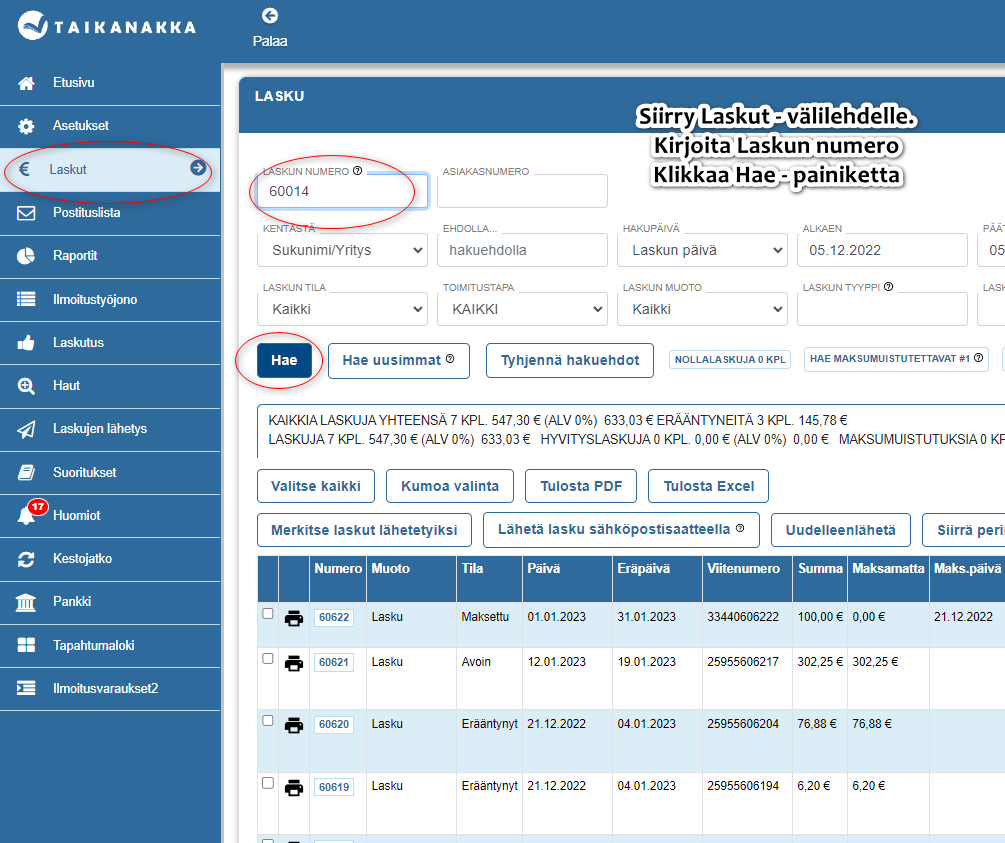 TAIKANAKKA
Palaa
Etusivu
Asetukset
Laskut
Postituslista
Raportit
Ilmoitustyöjono
Laskutus
Haut
Laskujen lähetys
Suoritukset
17
Huomiot
Kestojatko
Pankki
Tapahtumaloki
Ilmoitusvaraukset2
LASKU
Siirry Laskut - välilehdelle.
Kirjoita Laskun numero
Klikkaa Hae - painiketta
LASKUN NUMERO ? ASIAKASNUMERO
60014
KENTÄSTÄ EHDOLLA... HAKUPÄIVÄ ALKAEN PÄÄT
Sukunimi/Yritys hakuehdolla Laskun päivä 05.12.2022 05
LASKUN TILA TOIMITUSTAPA LASKUN MUOTO LASKUN TYYPPI ? LASK
Kaikki KAIKKI Kaikki
Hae Hae uusimmat ? Tyhjennä hakuehdot NOLLALASKUJA 0 KPL HAE MAKSUMUISTUTETTAVAT #1 ?
KAIKKIA LASKUJA YHTEENSÄ 7 KPL. 547,30 € (ALV 0%) 633,03 € ERÄÄNTYNEITÄ 3 KPL. 145,78 €
LASKUJA 7 KPL. 547,30 € (ALV 0%) 633,03 € HYVITYSLASKUJA 0 KPL. 0,00 € (ALV 0%) 0,00 € MAKSUMUISTUTUKSIA 0 KP
Valitse kaikki Kumoa valinta Tulosta PDF Tulosta Excel
Merkitse laskut lähetetyiksi Lähetä lasku sähköpostisaatteella ? Uudelleenlähetä Siirrä perin
Numero Muoto Tila Päivä Eräpäivä Viitenumero Summa Maksamatta Maks.päivä
60622 Lasku Maksettu 01.01.2023 31.01.2023 33440606222 100,00 € 0,00 € 21.12.2022
60621 Lasku Avoin 12.01.2023 19.01.2023 25955606217 302,25 € 302,25 €
60620 Lasku Erääntynyt 21.12.2022 04.01.2023 25955606204 76,88 € 76,88 €
60619 Lasku Erääntynyt 21.12.2022 04.01.2023 25955606194 6,20 € 6,20 €